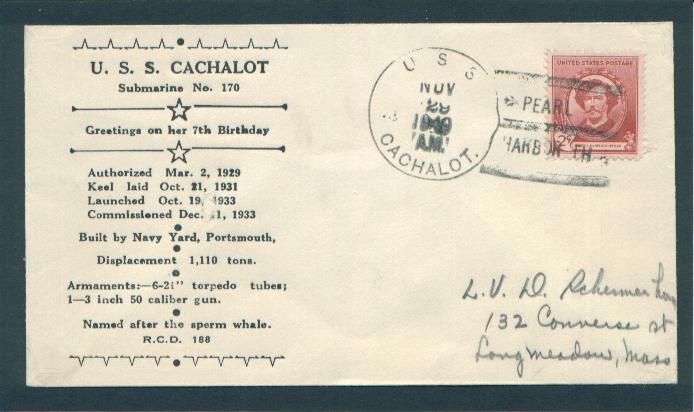 U. S. S. CACHALOT
Submarine No. 170
Greetings on her 7th Birthday
Authorized Mar. 2, 1929
Keel laid Oct. 21, 1931
Launched Oct. 19, 1933
Commissioned Dec. 1, 1933
Built by Navy Yard, Portsmouth,
Displacement 1,110 tons.
Armaments:—6-21" torpedo tubes;
1—3 inch 50 caliber gun.
Named after the sperm whale.
R.C.D. 188
U S S
NOV
29
A.M.
CACHALOT.
PEARL
HARBOR TH
UNITED STATES POSTAGE
2¢
L. V. D. Schermerhorn
132 Converse st
Longmeadow, Mass